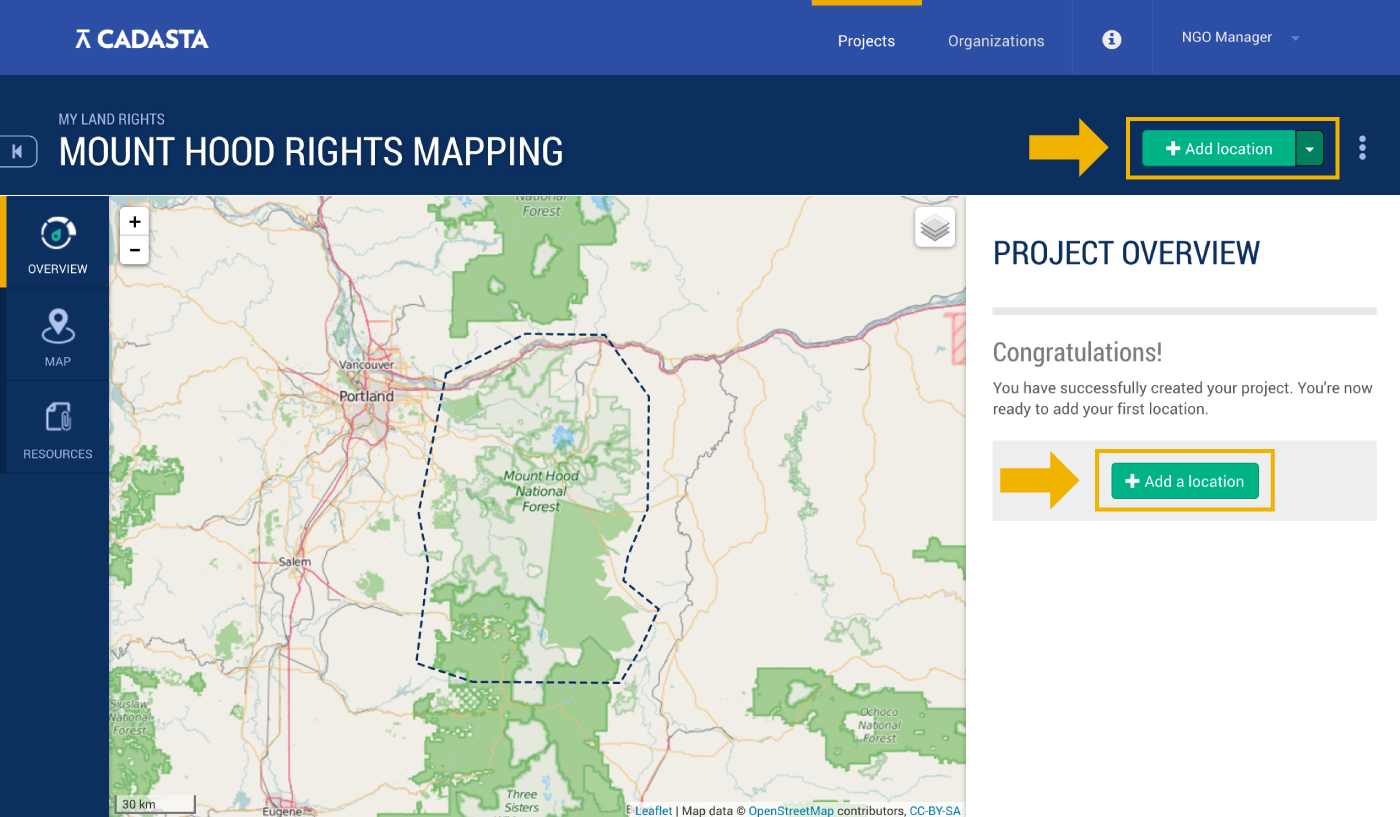 CADASTA
Projects
Organizations
NGO Manager
MY LAND RIGHTS
MOUNT HOOD RIGHTS MAPPING
+ Add location
OVERVIEW
MAP
RESOURCES
+
−
National
Forest
Vancouver
Portland
Mount Hood
National
Forest
Salem
Siuslaw
National
Forest
Ochoco
National
Forest
Three
Sisters
Eugene
30 km
Leaflet | Map data © OpenStreetMap contributors, CC-BY-SA
PROJECT OVERVIEW
Congratulations!
You have successfully created your project. You're now
ready to add your first location.
+ Add a location